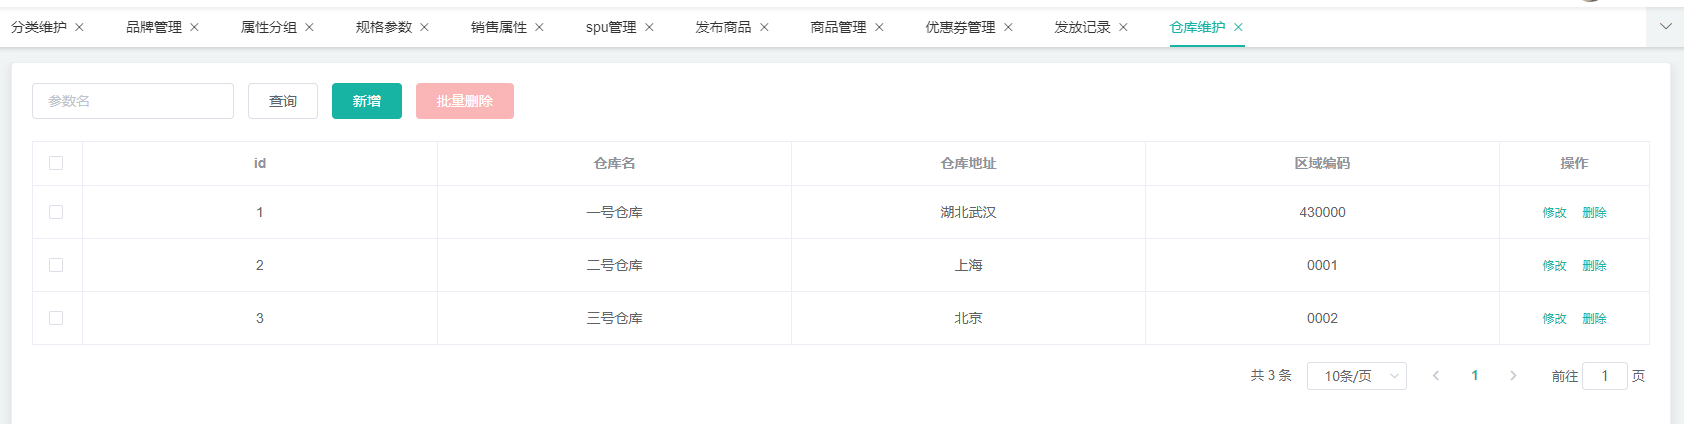 分类维护 品牌管理 属性分组 规格参数 销售属性 spu管理 发布商品 商品管理 优惠券管理 发放记录 仓库维护
参数名 查询 新增 批量删除
id 仓库名 仓库地址 区域编码 操作
1 一号仓库 湖北武汉 430000 修改 删除
2 二号仓库 上海 0001 修改 删除
3 三号仓库 北京 0002 修改 删除
共 3 条 10条/页 1 前往 1 页